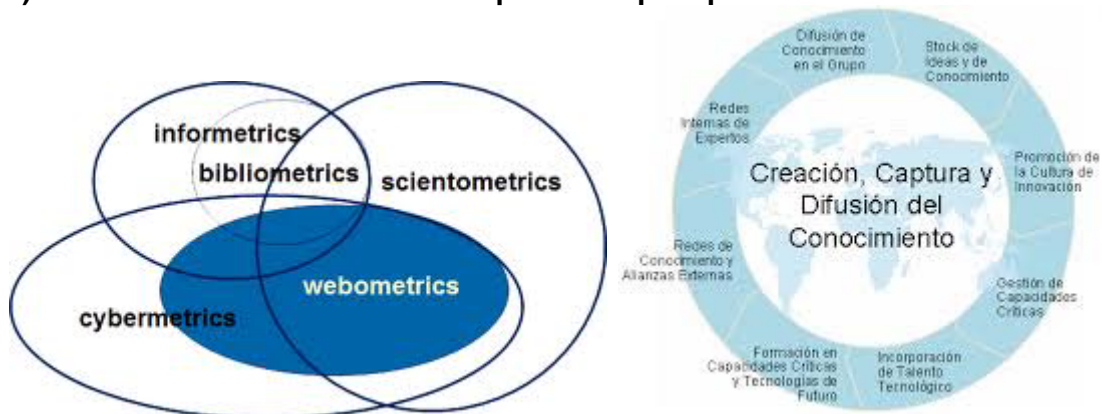 informetrics
bibliometrics
scientometrics
webometrics
cybermetrics
Difusión de
Conocimiento
en el Grupo
Stock de
Ideas y de
Conocimiento
Promoción de
la Cultura de
Innovación
Gestión de
Capacidades
Críticas
Incorporación
de Talento
Tecnológico
Formación en
Capacidades Críticas
y Tecnologías de
Futuro
Redes de
Conocimiento y
Alianzas Externas
Redes
Internas de
Expertos
Creación, Captura y
Difusión del
Conocimiento